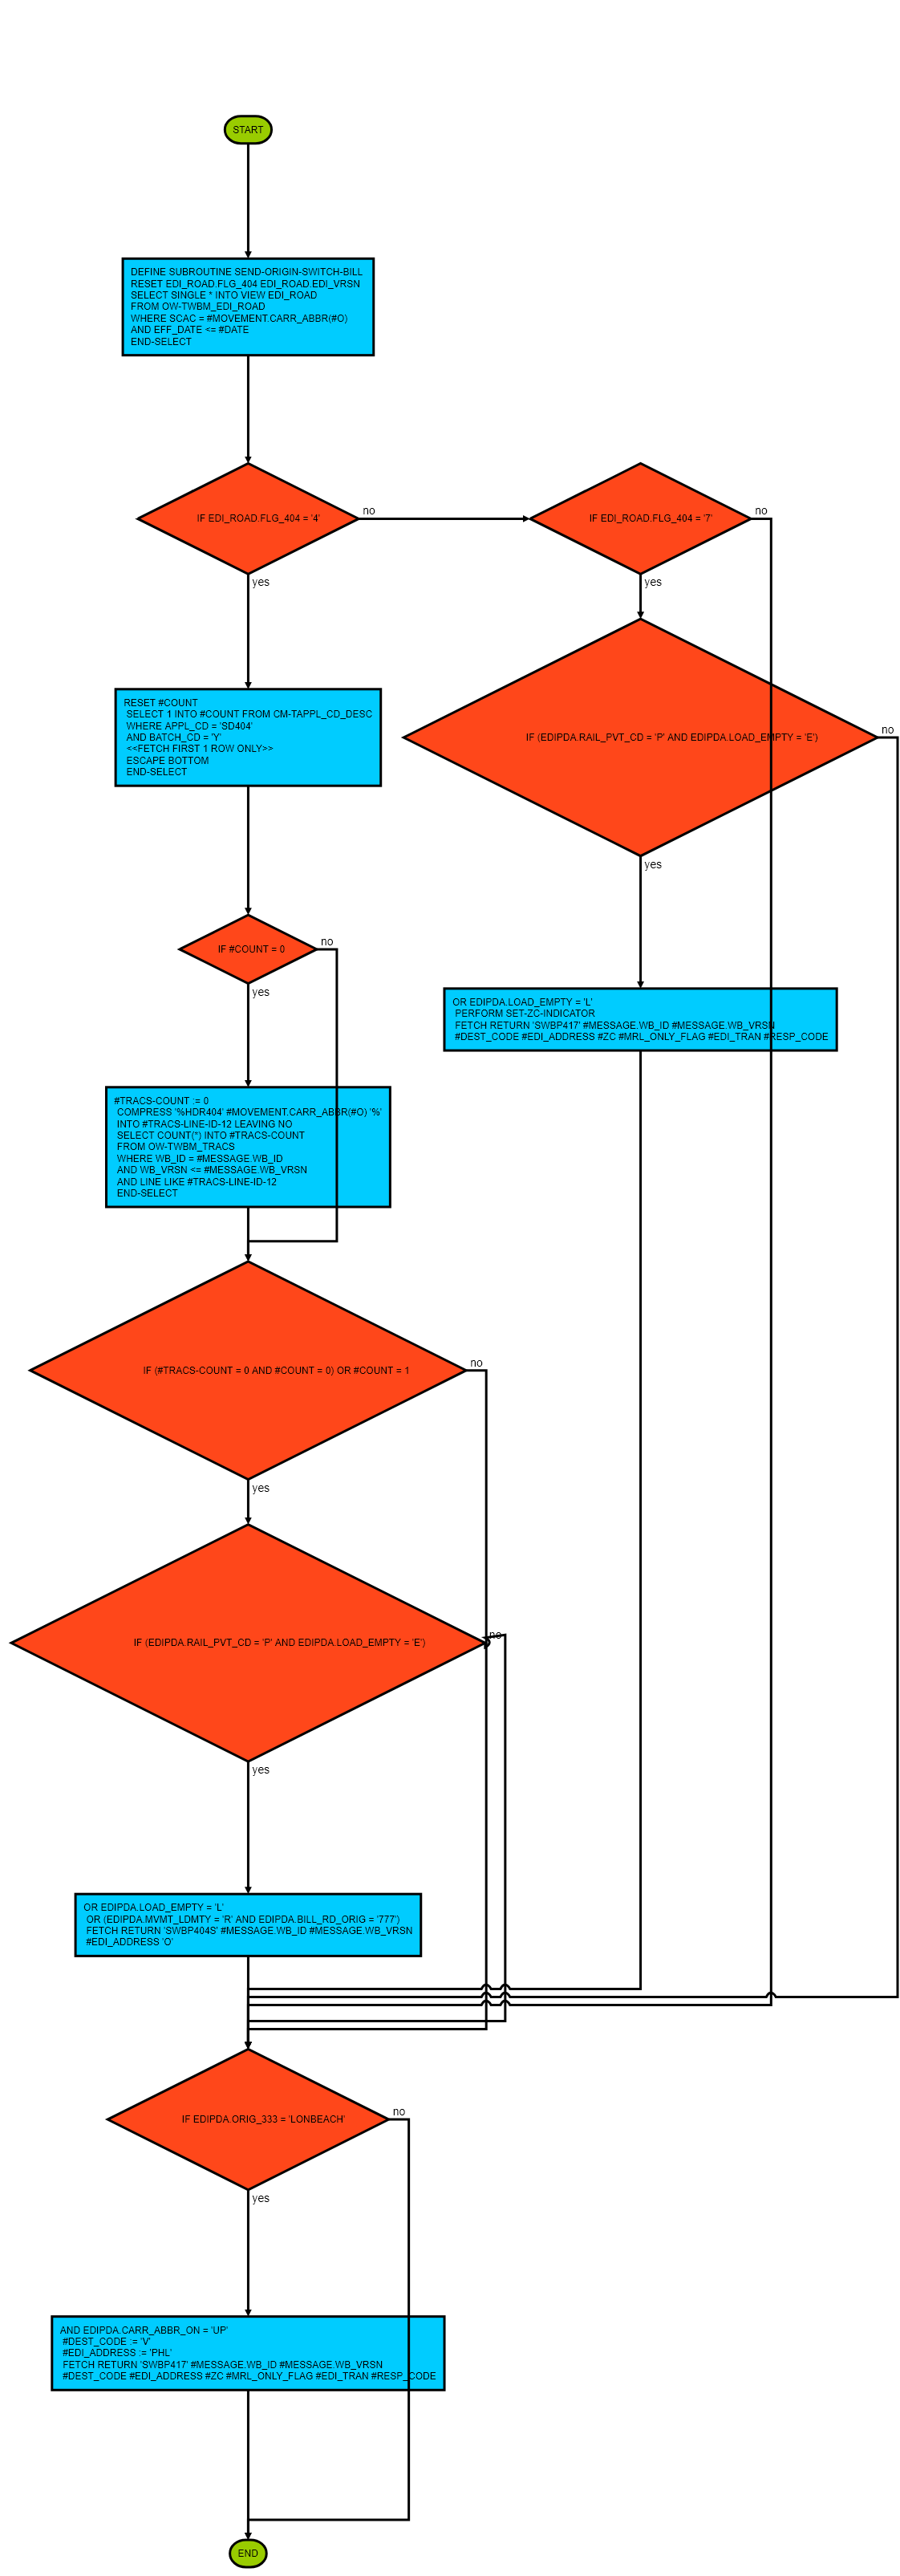 START
DEFINE SUBROUTINE SEND-ORIGIN-SWITCH-BILL
RESET EDI_ROAD.FLG_404 EDI_ROAD.EDI_VRSN
SELECT SINGLE * INTO VIEW EDI_ROAD
FROM OW-TWBM_EDI_ROAD
WHERE SCAC = #MOVEMENT.CARR_ABBR(#O)
AND EFF_DATE <= #DATE
END-SELECT
IF EDI_ROAD.FLG_404 = '4'
no
yes
IF EDI_ROAD.FLG_404 = '7'
no
yes
RESET #COUNT
SELECT 1 INTO #COUNT FROM CM-TAPPL_CD_DESC
WHERE APPL_CD = 'SD404'
AND BATCH_CD = 'Y'
<<FETCH FIRST 1 ROW ONLY>>
ESCAPE BOTTOM
END-SELECT
IF (EDIPDA.RAIL_PVT_CD = 'P' AND EDIPDA.LOAD_EMPTY = 'E')
no
yes
IF #COUNT = 0
no
yes
OR EDIPDA.LOAD_EMPTY = 'L'
PERFORM SET-ZC-INDICATOR
FETCH RETURN 'SWBP417' #MESSAGE.WB_ID #MESSAGE.WB_VRSN
#DEST_CODE #EDI_ADDRESS #ZC #MRL_ONLY_FLAG #EDI_TRAN #RESP_CODE
#TRACS-COUNT := 0
COMPRESS '%HDR404' #MOVEMENT.CARR_ABBR(#O) '%'
INTO #TRACS-LINE-ID-12 LEAVING NO
SELECT COUNT(*) INTO #TRACS-COUNT
FROM OW-TWBM_TRACS
WHERE WB_ID = #MESSAGE.WB_ID
AND WB_VRSN <= #MESSAGE.WB_VRSN
AND LINE LIKE #TRACS-LINE-ID-12
END-SELECT
IF (#TRACS-COUNT = 0 AND #COUNT = 0) OR #COUNT = 1
no
yes
IF (EDIPDA.RAIL_PVT_CD = 'P' AND EDIPDA.LOAD_EMPTY = 'E')
no
yes
OR EDIPDA.LOAD_EMPTY = 'L'
OR (EDIPDA.MVMT_LDMTY = 'R' AND EDIPDA.BILL_RD_ORIG = '777')
FETCH RETURN 'SWBP404S' #MESSAGE.WB_ID #MESSAGE.WB_VRSN
#EDI_ADDRESS 'O'
IF EDIPDA.ORIG_333 = 'LONBEACH'
no
yes
AND EDIPDA.CARR_ABBR_ON = 'UP'
#DEST_CODE := 'V'
#EDI_ADDRESS := 'PHL'
FETCH RETURN 'SWBP417' #MESSAGE.WB_ID #MESSAGE.WB_VRSN
#DEST_CODE #EDI_ADDRESS #ZC #MRL_ONLY_FLAG #EDI_TRAN #RESP_CODE
END